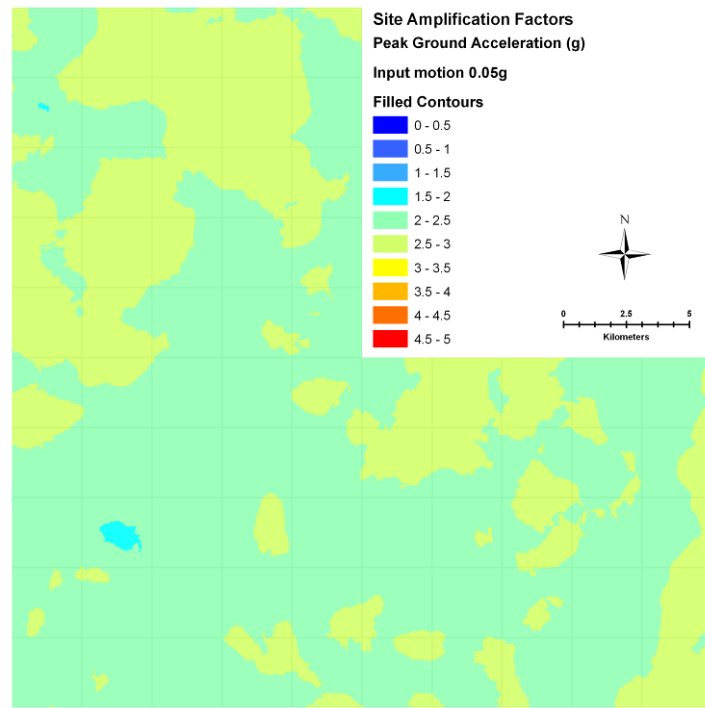 Site Amplification Factors
Peak Ground Acceleration (g)
Input motion 0.05g
Filled Contours
0 - 0.5
0.5 - 1
1 - 1.5
1.5 - 2
2 - 2.5
2.5 - 3
3 - 3.5
3.5 - 4
4 - 4.5
4.5 - 5
N
0 2.5 5
Kilometers